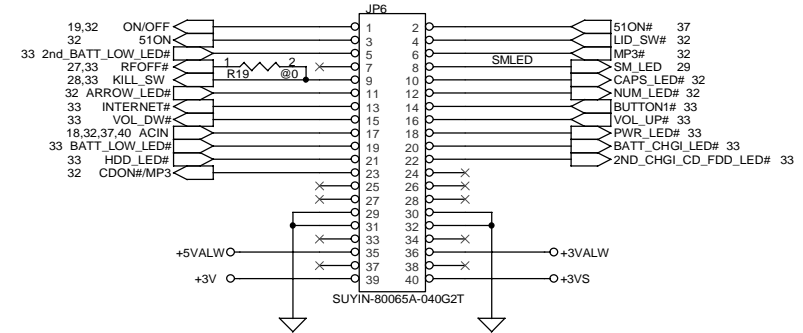 JP6
19,32 ON/OFF 1 2 51ON# 37
32 51ON 3 4 LID_SW# 32
33 2nd_BATT_LOW_LED# 5 6 MP3# 32
27,33 RFOFF# 1 2 7 8 SMLED SM_LED 29
R19 @0
28,33 KILL_SW 9 10 CAPS_LED# 32
32 ARROW_LED# 11 12 NUM_LED# 32
33 INTERNET# 13 14 BUTTON1# 33
33 VOL_DW# 15 16 VOL_UP# 33
18,32,37,40 ACIN 17 18 PWR_LED# 33
33 BATT_LOW_LED# 19 20 BATT_CHGI_LED# 33
33 HDD_LED# 21 22 2ND_CHGI_CD_FDD_LED# 33
32 CDON#/MP3 23 24
25 26
27 28
29 30
31 32
33 34
+5VALW 35 36 +3VALW
37 38
+3V 39 40 +3VS
SUYIN-80065A-040G2T